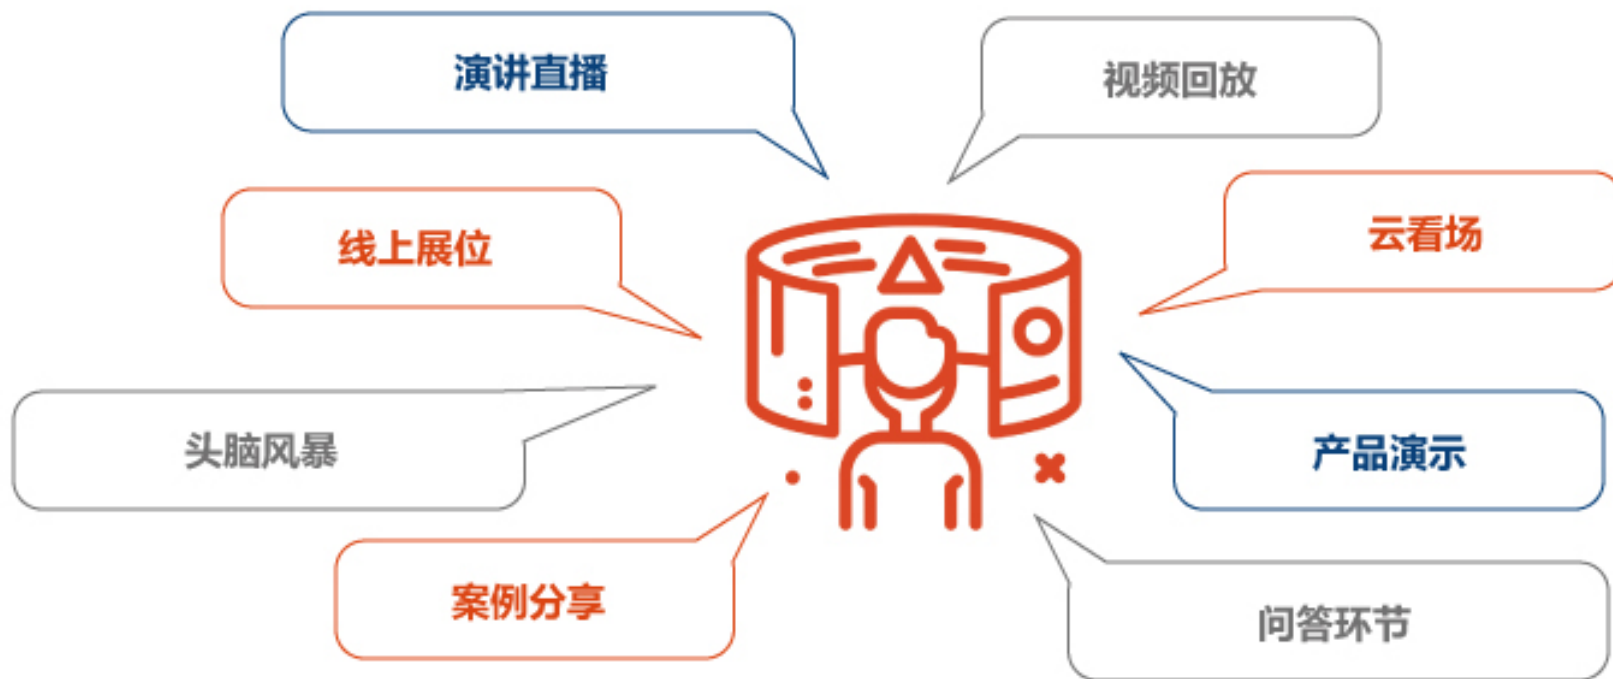 演讲直播
视频回放
线上展位
云看场
头脑风暴
产品演示
案例分享
问答环节